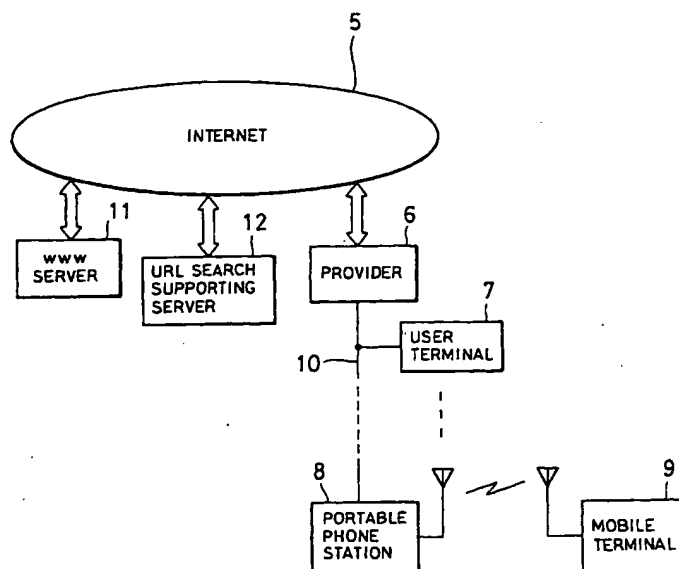 5
INTERNET
11
WWW
SERVER
12
URL SEARCH
SUPPORTING
SERVER
6
PROVIDER
7
USER
TERMINAL
10
8
PORTABLE
PHONE
STATION
9
MOBILE
TERMINAL